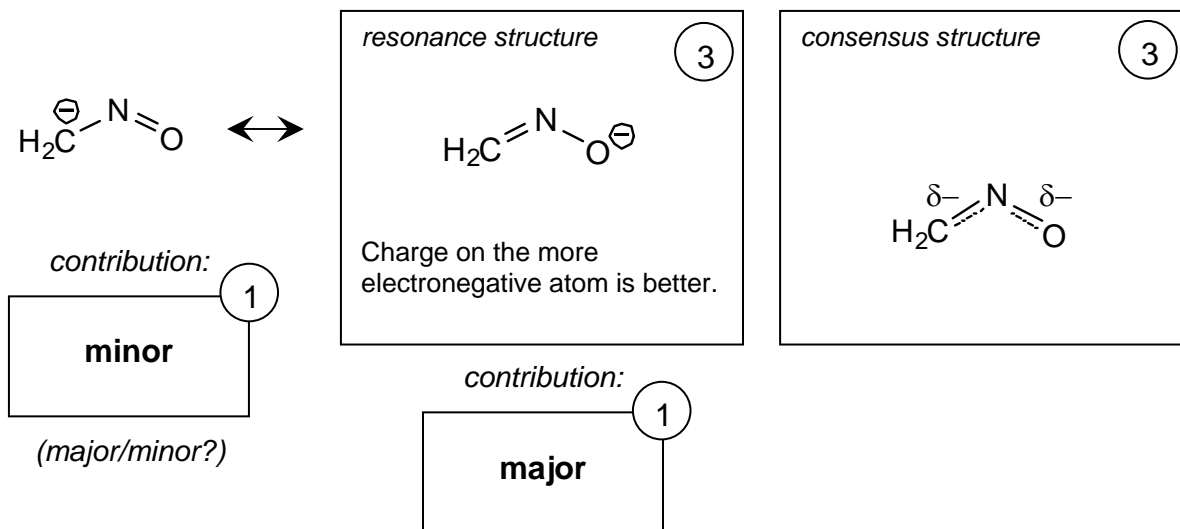 resonance structure
3
consensus structure
3
H₂C N O
⊖
H₂C N O
⊖
δ− δ−
H₂C N O
Charge on the more
electronegative atom is better.
contribution:
1
minor
(major/minor?)
contribution:
1
major